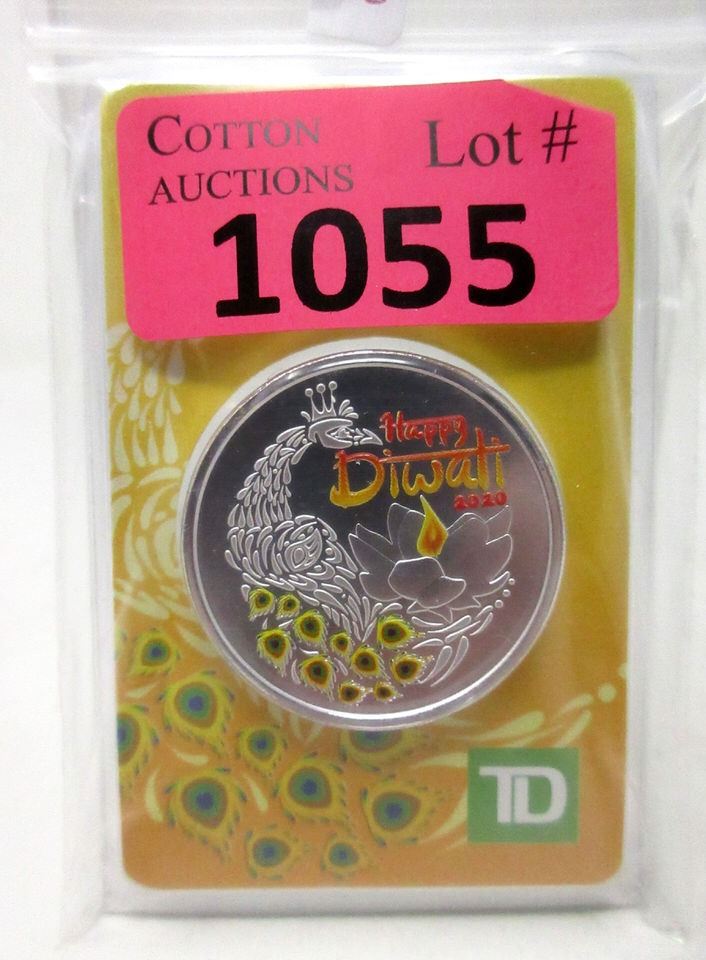 COTTON
AUCTIONS
Lot #
1055
Happy
Diwali
2020
TD